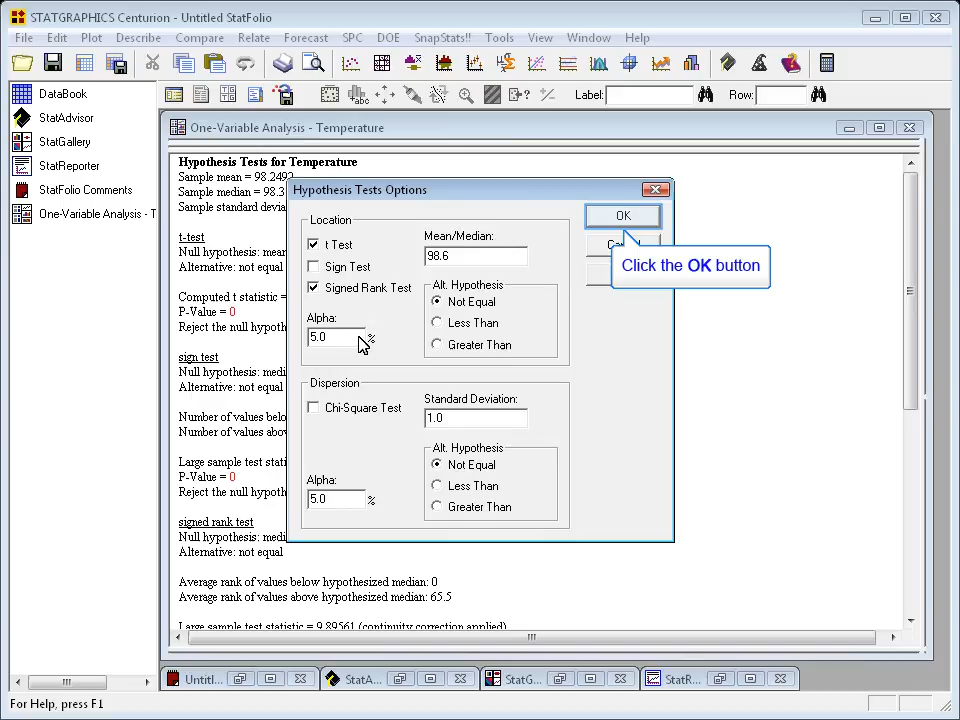 STATGRAPHICS Centurion - Untitled StatFolio
File Edit Plot Describe Compare Relate Forecast SPC DOE SnapStats!! Tools View Window Help
Label: Row:
DataBook
StatAdvisor
StatGallery
StatReporter
StatFolio Comments
One-Variable Analysis - T
One-Variable Analysis - Temperature
Hypothesis Tests for Temperature
Sample mean = 98.2492
Sample median = 98.3
Sample standard devia
t-test
Null hypothesis: mean
Alternative: not equal
Computed t statistic =
P-Value = 0
Reject the null hypoth
sign test
Null hypothesis: medi
Alternative: not equal
Number of values belo
Number of values abov
Large sample test stati
P-Value = 0
Reject the null hypoth
signed rank test
Null hypothesis: medi
Alternative: not equal
Average rank of values below hypothesized median: 0
Average rank of values above hypothesized median: 65.5
Large sample test statistic = 9.89561 (continuity correction applied)
Hypothesis Tests Options
Location
t Test
Sign Test
Signed Rank Test
Alpha:
5.0 %
Mean/Median:
98.6
Alt. Hypothesis
Not Equal
Less Than
Greater Than
Dispersion
Chi-Square Test
Alpha:
5.0 %
Standard Deviation:
1.0
Alt. Hypothesis
Not Equal
Less Than
Greater Than
OK
Click the OK button
Untitl... StatA... StatG... StatR...
For Help, press F1